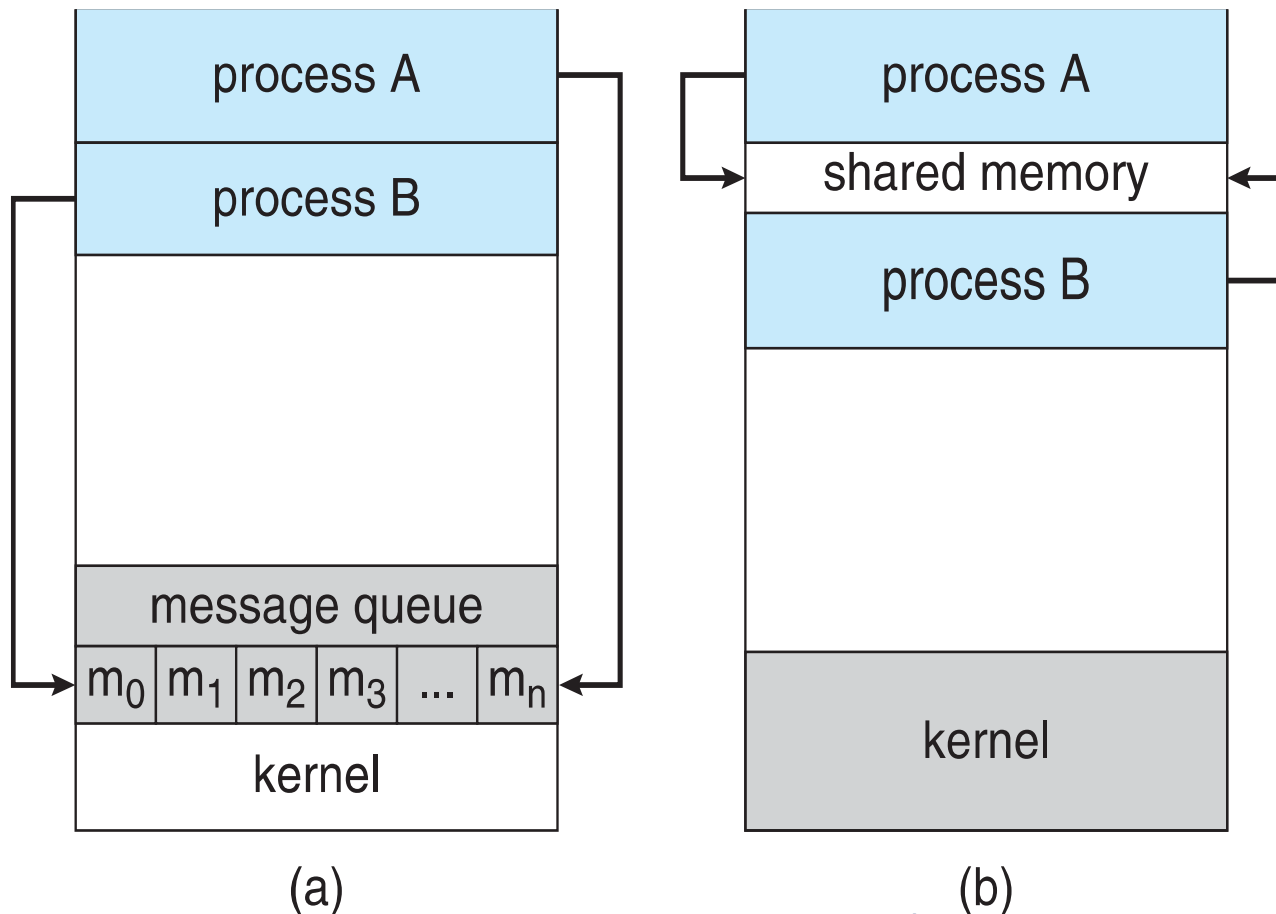 process A
process B
message queue
m0 m1 m2 m3 ... mn
kernel
(a)
process A
shared memory
process B
kernel
(b)